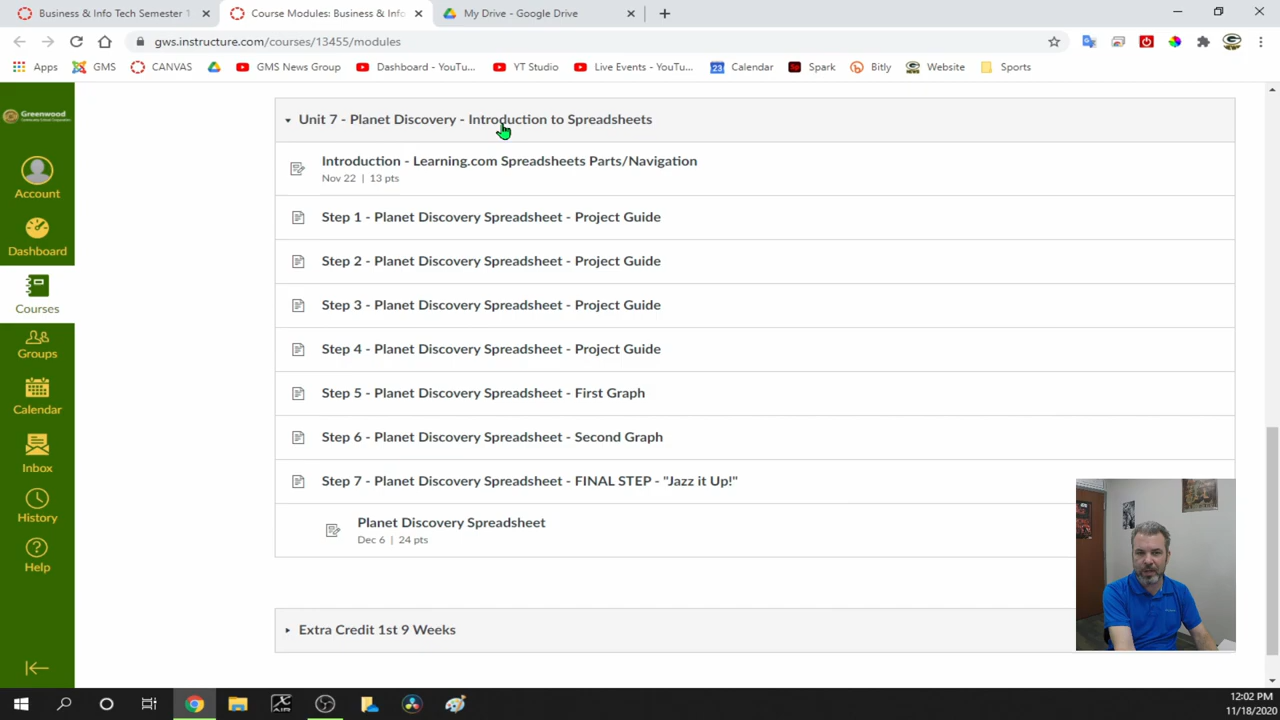 Business & Info Tech Semester 1
Course Modules: Business & Info
My Drive - Google Drive
gws.instructure.com/courses/13455/modules
Apps
GMS
CANVAS
GMS News Group
Dashboard - YouTu...
YT Studio
Live Events - YouTu...
23
Calendar
Spark
Bitly
Website
Sports
Greenwood
Account
Dashboard
Courses
Groups
Calendar
Inbox
History
Help
Unit 7 - Planet Discovery - Introduction to Spreadsheets
Introduction - Learning.com Spreadsheets Parts/Navigation
Nov 22 | 13 pts
Step 1 - Planet Discovery Spreadsheet - Project Guide
Step 2 - Planet Discovery Spreadsheet - Project Guide
Step 3 - Planet Discovery Spreadsheet - Project Guide
Step 4 - Planet Discovery Spreadsheet - Project Guide
Step 5 - Planet Discovery Spreadsheet - First Graph
Step 6 - Planet Discovery Spreadsheet - Second Graph
Step 7 - Planet Discovery Spreadsheet - FINAL STEP - "Jazz it Up!"
Planet Discovery Spreadsheet
Dec 6 | 24 pts
Extra Credit 1st 9 Weeks
12:02 PM
11/18/2020